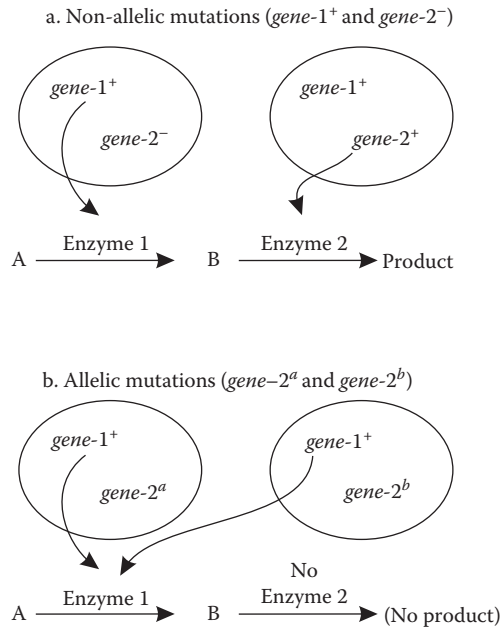 a. Non-allelic mutations (gene-1⁺ and gene-2⁻)
gene-1⁺
gene-2⁻
gene-1⁺
gene-2⁺
A
Enzyme 1
B
Enzyme 2
Product
b. Allelic mutations (gene–2ᵃ and gene-2ᵇ)
gene-1⁺
gene-2ᵃ
gene-1⁺
gene-2ᵇ
A
Enzyme 1
B
No
Enzyme 2
(No product)